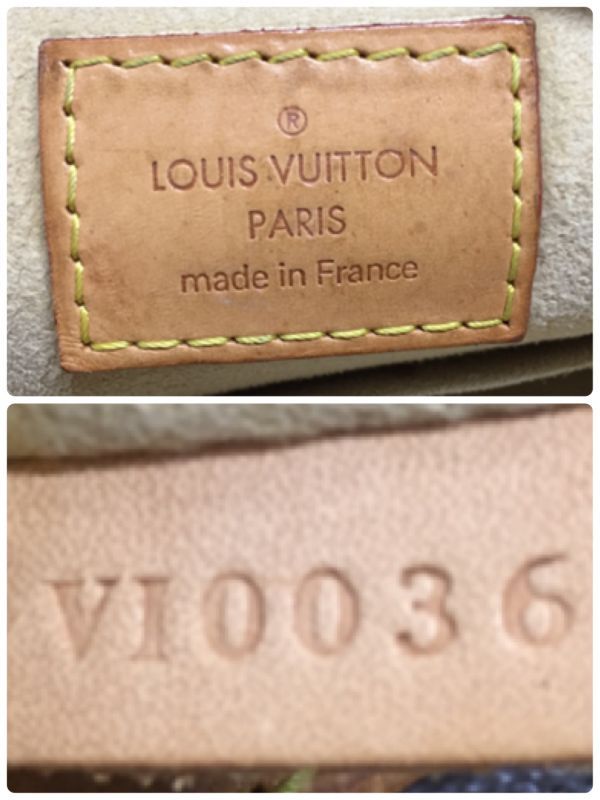 ®
LOUIS VUITTON
PARIS
made in France
VI0036